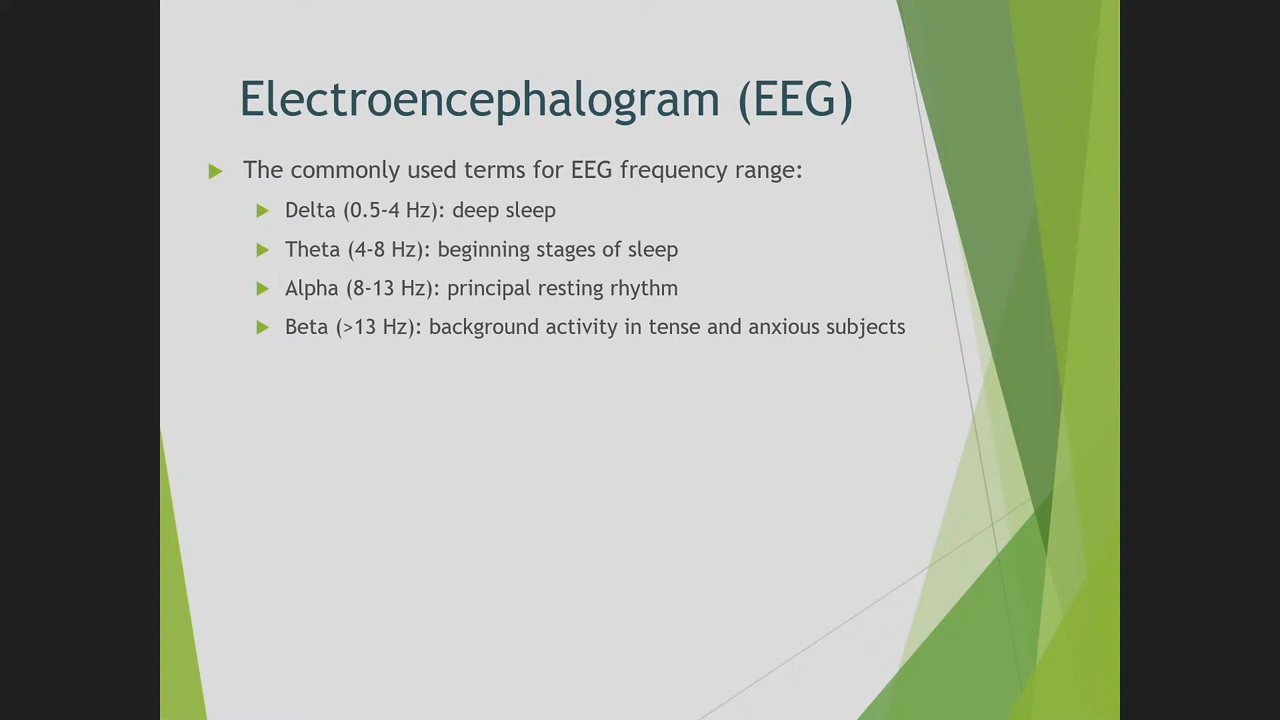 Electroencephalogram (EEG)
The commonly used terms for EEG frequency range:
Delta (0.5-4 Hz): deep sleep
Theta (4-8 Hz): beginning stages of sleep
Alpha (8-13 Hz): principal resting rhythm
Beta (>13 Hz): background activity in tense and anxious subjects